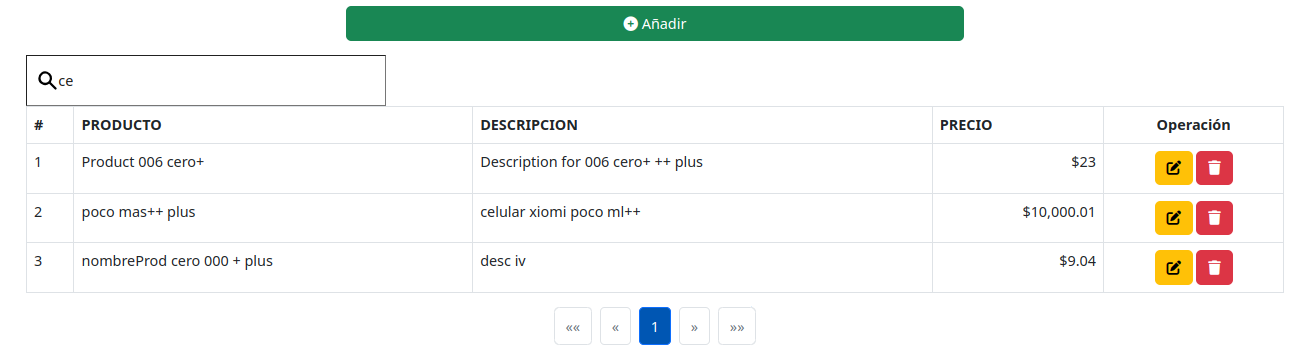 Añadir
ce
# PRODUCTO DESCRIPCION PRECIO Operación
1 Product 006 cero+ Description for 006 cero+ ++ plus $23
2 poco mas++ plus celular xiomi poco ml++ $10,000.01
3 nombreProd cero 000 + plus desc iv $9.04
«« « 1 » »»